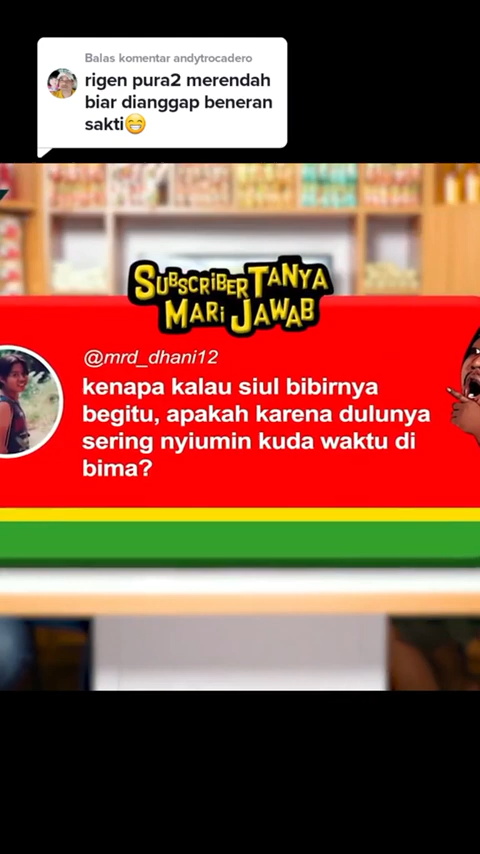 Balas komentar andytrocadero
rigen pura2 merendah
biar dianggap beneran
sakti😁
SUBSCRIBER TANYA
MARI JAWAB
@mrd_dhani12
kenapa kalau siul bibirnya
begitu, apakah karena dulunya
sering nyiumin kuda waktu di
bima?